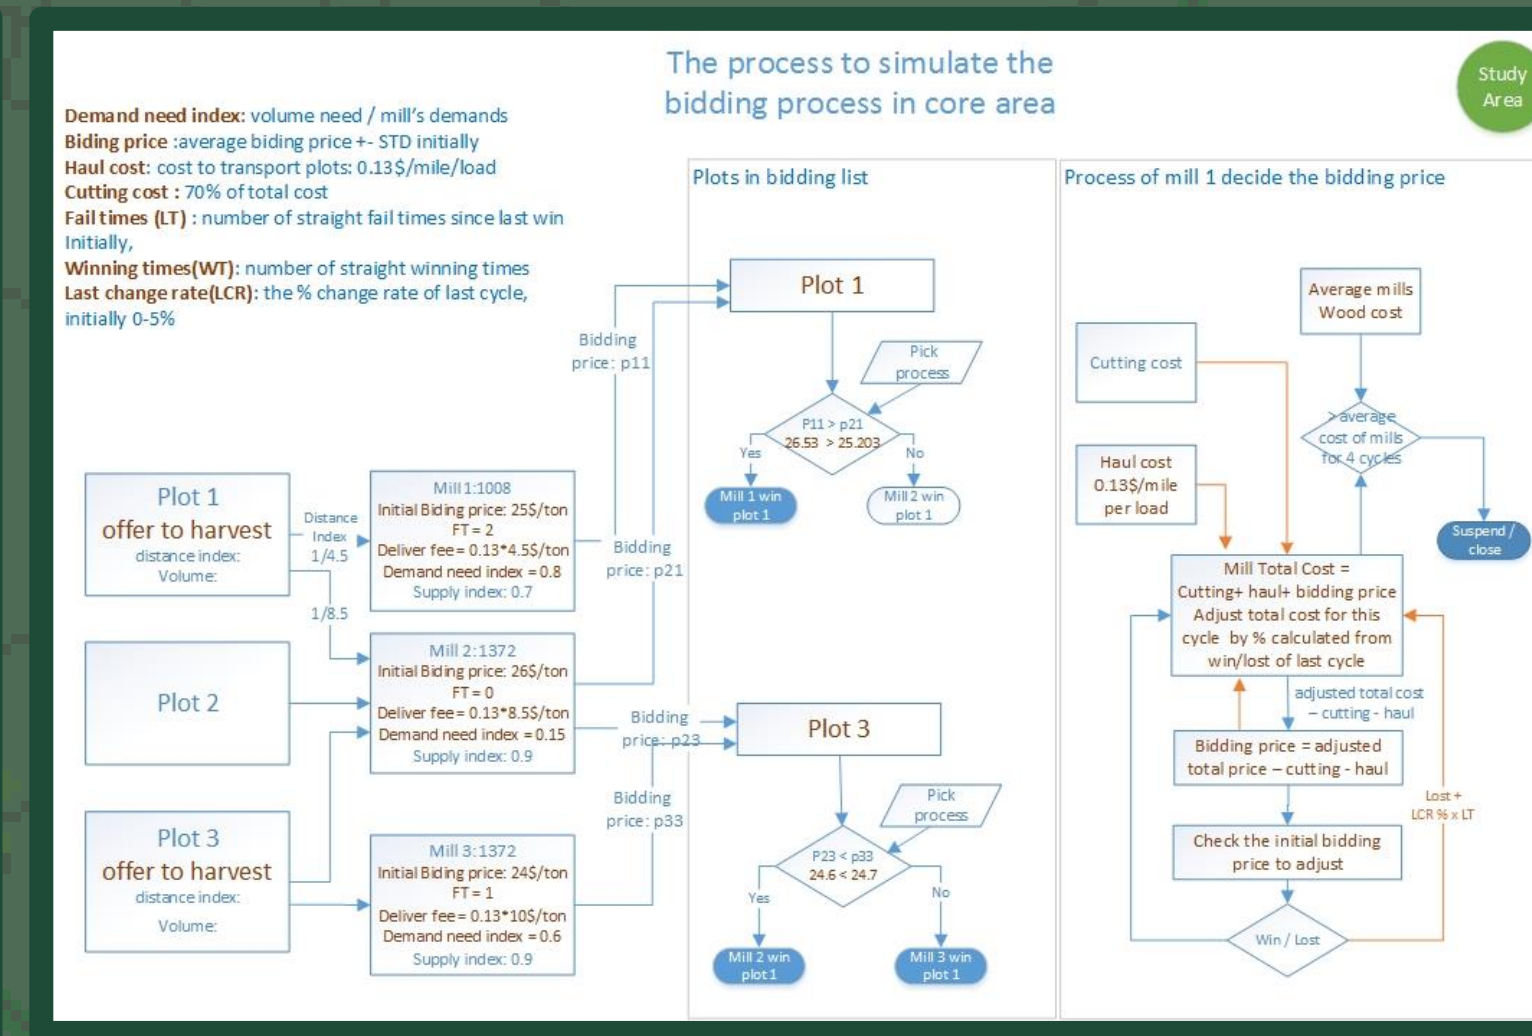 The process to simulate the
bidding process in core area
Study
Area
Demand need index: volume need / mill's demands
Biding price :average biding price +- STD initially
Haul cost: cost to transport plots: 0.13$/mile/load
Cutting cost : 70% of total cost
Fail times (LT) : number of straight fail times since last win
Initially,
Winning times(WT): number of straight winning times
Last change rate(LCR): the % change rate of last cycle,
initially 0-5%
Plot 1
offer to harvest
distance index:
Volume:
Plot 2
Plot 3
offer to harvest
distance index:
Volume:
Distance
Index
1/4.5
1/8.5
Mill 1:1008
Initial Biding price: 25$/ton
FT = 2
Deliver fee = 0.13*4.5$/ton
Demand need index = 0.8
Supply index: 0.7
Mill 2:1372
Initial Biding price: 26$/ton
FT = 0
Deliver fee = 0.13*8.5$/ton
Demand need index = 0.15
Supply index: 0.9
Mill 3:1372
Initial Biding price: 24$/ton
FT = 1
Deliver fee = 0.13*10$/ton
Demand need index = 0.6
Supply index: 0.9
Bidding
price: p11
Bidding
price: p21
Bidding
price: p23
Bidding
price: p33
Plots in bidding list
Plot 1
Pick
process
P11 > p21
26.53 > 25.203
Yes
No
Mill 1 win
plot 1
Mill 2 win
plot 1
Plot 3
Pick
process
P23 < p33
24.6 < 24.7
Yes
No
Mill 2 win
plot 1
Mill 3 win
plot 1
Process of mill 1 decide the bidding price
Average mills
Wood cost
Cutting cost
> average
cost of mills
for 4 cycles
Haul cost
0.13$/mile
per load
Suspend /
close
Mill Total Cost =
Cutting+ haul+ bidding price
Adjust total cost for this
cycle by % calculated from
win/lost of last cycle
adjusted total cost
– cutting - haul
Bidding price = adjusted
total price – cutting - haul
Lost +
LCR % x LT
Check the initial bidding
price to adjust
Win / Lost